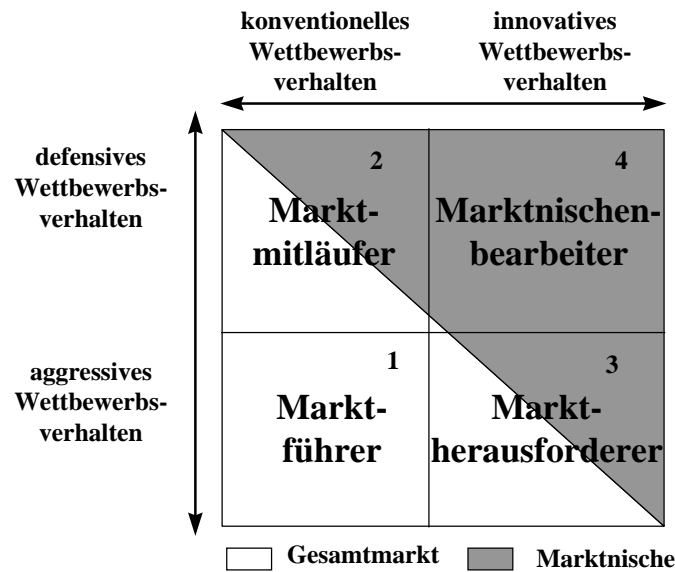 konventionelles
Wettbewerbs-
verhalten
innovatives
Wettbewerbs-
verhalten
defensives
Wettbewerbs-
verhalten
2
Markt-
mitläufer
4
Marktnischen-
bearbeiter
aggressives
Wettbewerbs-
verhalten
1
Markt-
führer
3
Markt-
herausforderer
Gesamtmarkt
Marktnische